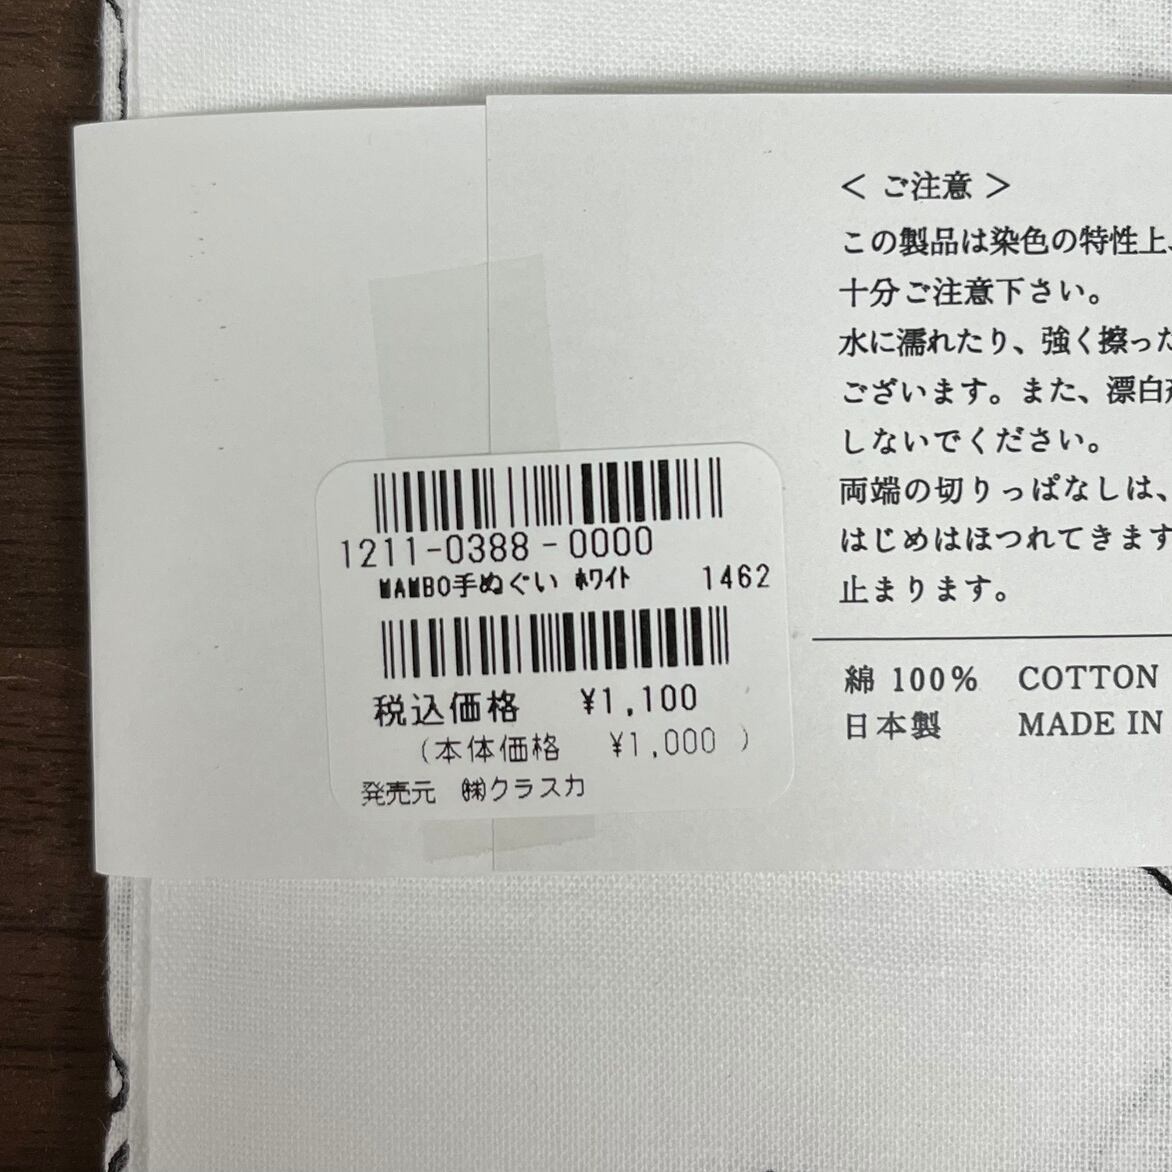 < ご注意 >
この製品は染色の特性上、
十分ご注意下さい。
水に濡れたり、強く擦った
ございます。また、漂白
しないでください。
両端の切りっぱなしは、
はじめはほつれてきます
止まります。
綿 100% COTTON
日本製 MADE IN
1211-0388-0000
MAMBO手ぬぐい ﾎﾜｲﾄ 1462
税込価格 ¥1,100
(本体価格 ¥1,000 )
発売元 ㈱クラスカ